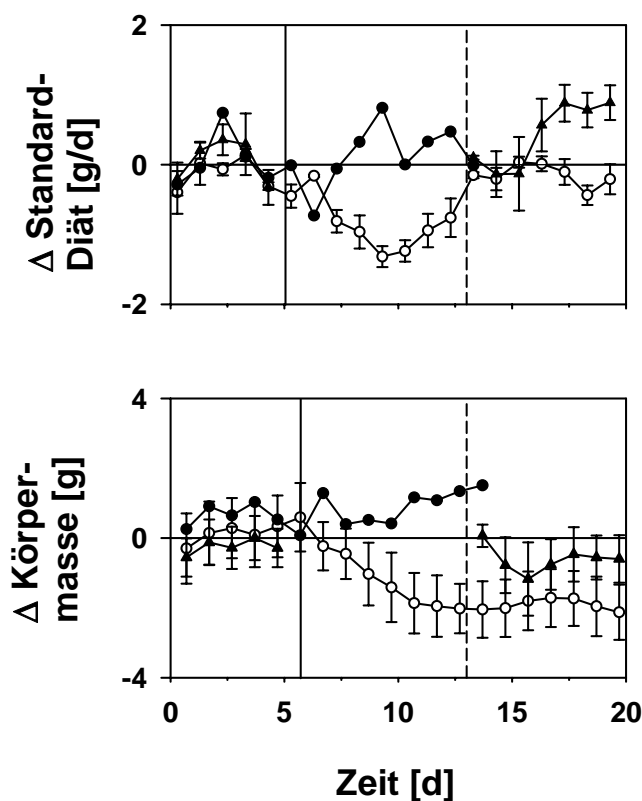 2
0
-2
Δ Standard-
Diät [g/d]
4
0
-4
Δ Körper-
masse [g]
0 5 10 15 20
Zeit [d]